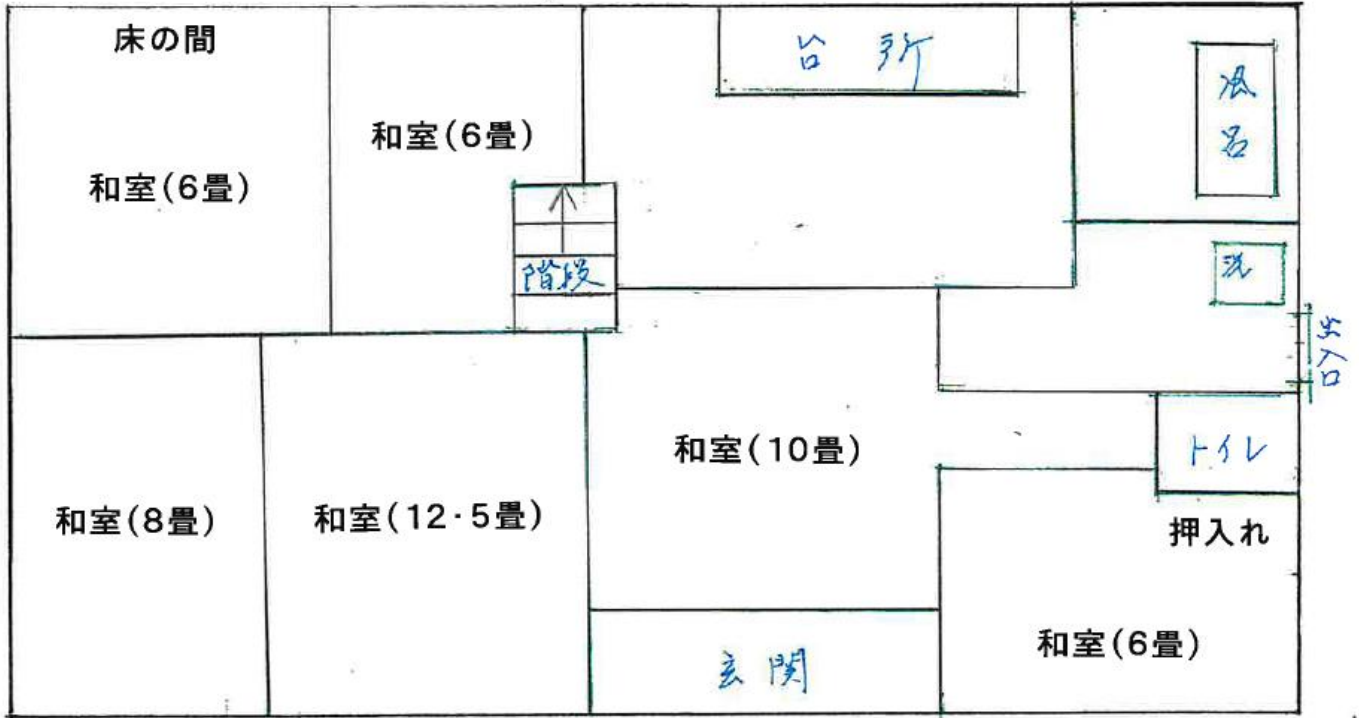 床の間
和室(6畳)
和室(6畳)
台所
風呂
階段
洗
出入口
和室(10畳)
トイレ
和室(8畳)
和室(12·5畳)
押入れ
玄関
和室(6畳)